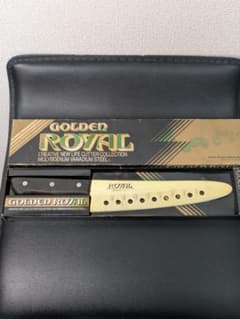 GOLDEN
ROYAL
CREATIVE NEW LIFE CUTTER COLLECTION
MOLYBDENUM VANADIUM STEEL
ROYAL
GOLDEN ROYAL